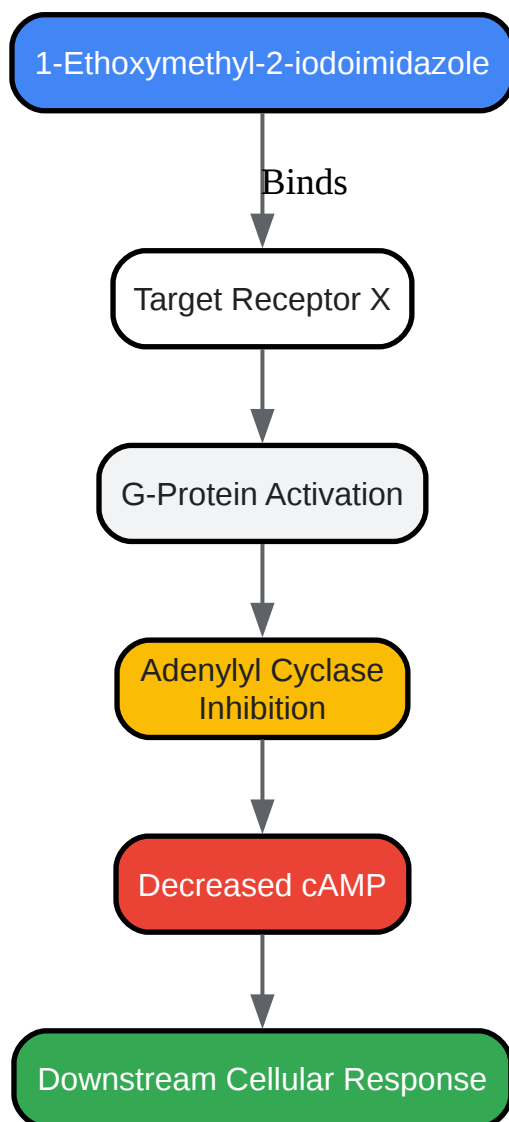 1-Ethoxymethyl-2-iodoimidazole
Binds
Target Receptor X
G-Protein Activation
Adenylyl Cyclase
Inhibition
Decreased cAMP
Downstream Cellular Response